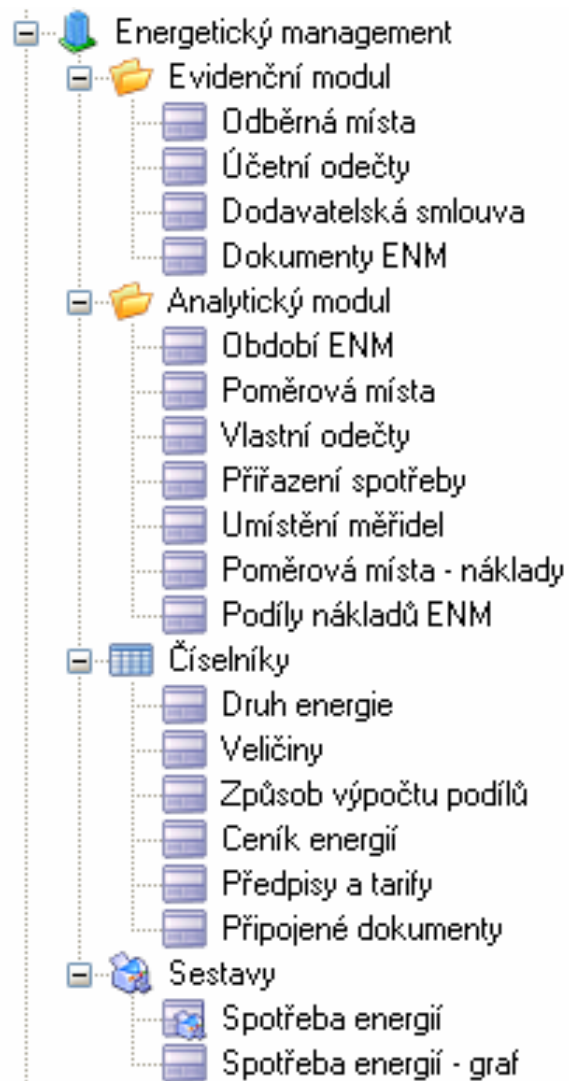 Energetický management
Evidenční modul
Odběrná místa
Účetní odečty
Dodavatelská smlouva
Dokumenty ENM
Analytický modul
Období ENM
Poměrová místa
Vlastní odečty
Přiřazení spotřeby
Umístění měřidel
Poměrová místa - náklady
Podíly nákladů ENM
Číselníky
Druh energie
Veličiny
Způsob výpočtu podílů
Ceník energií
Předpisy a tarify
Připojené dokumenty
Sestavy
Spotřeba energií
Spotřeba energií - graf